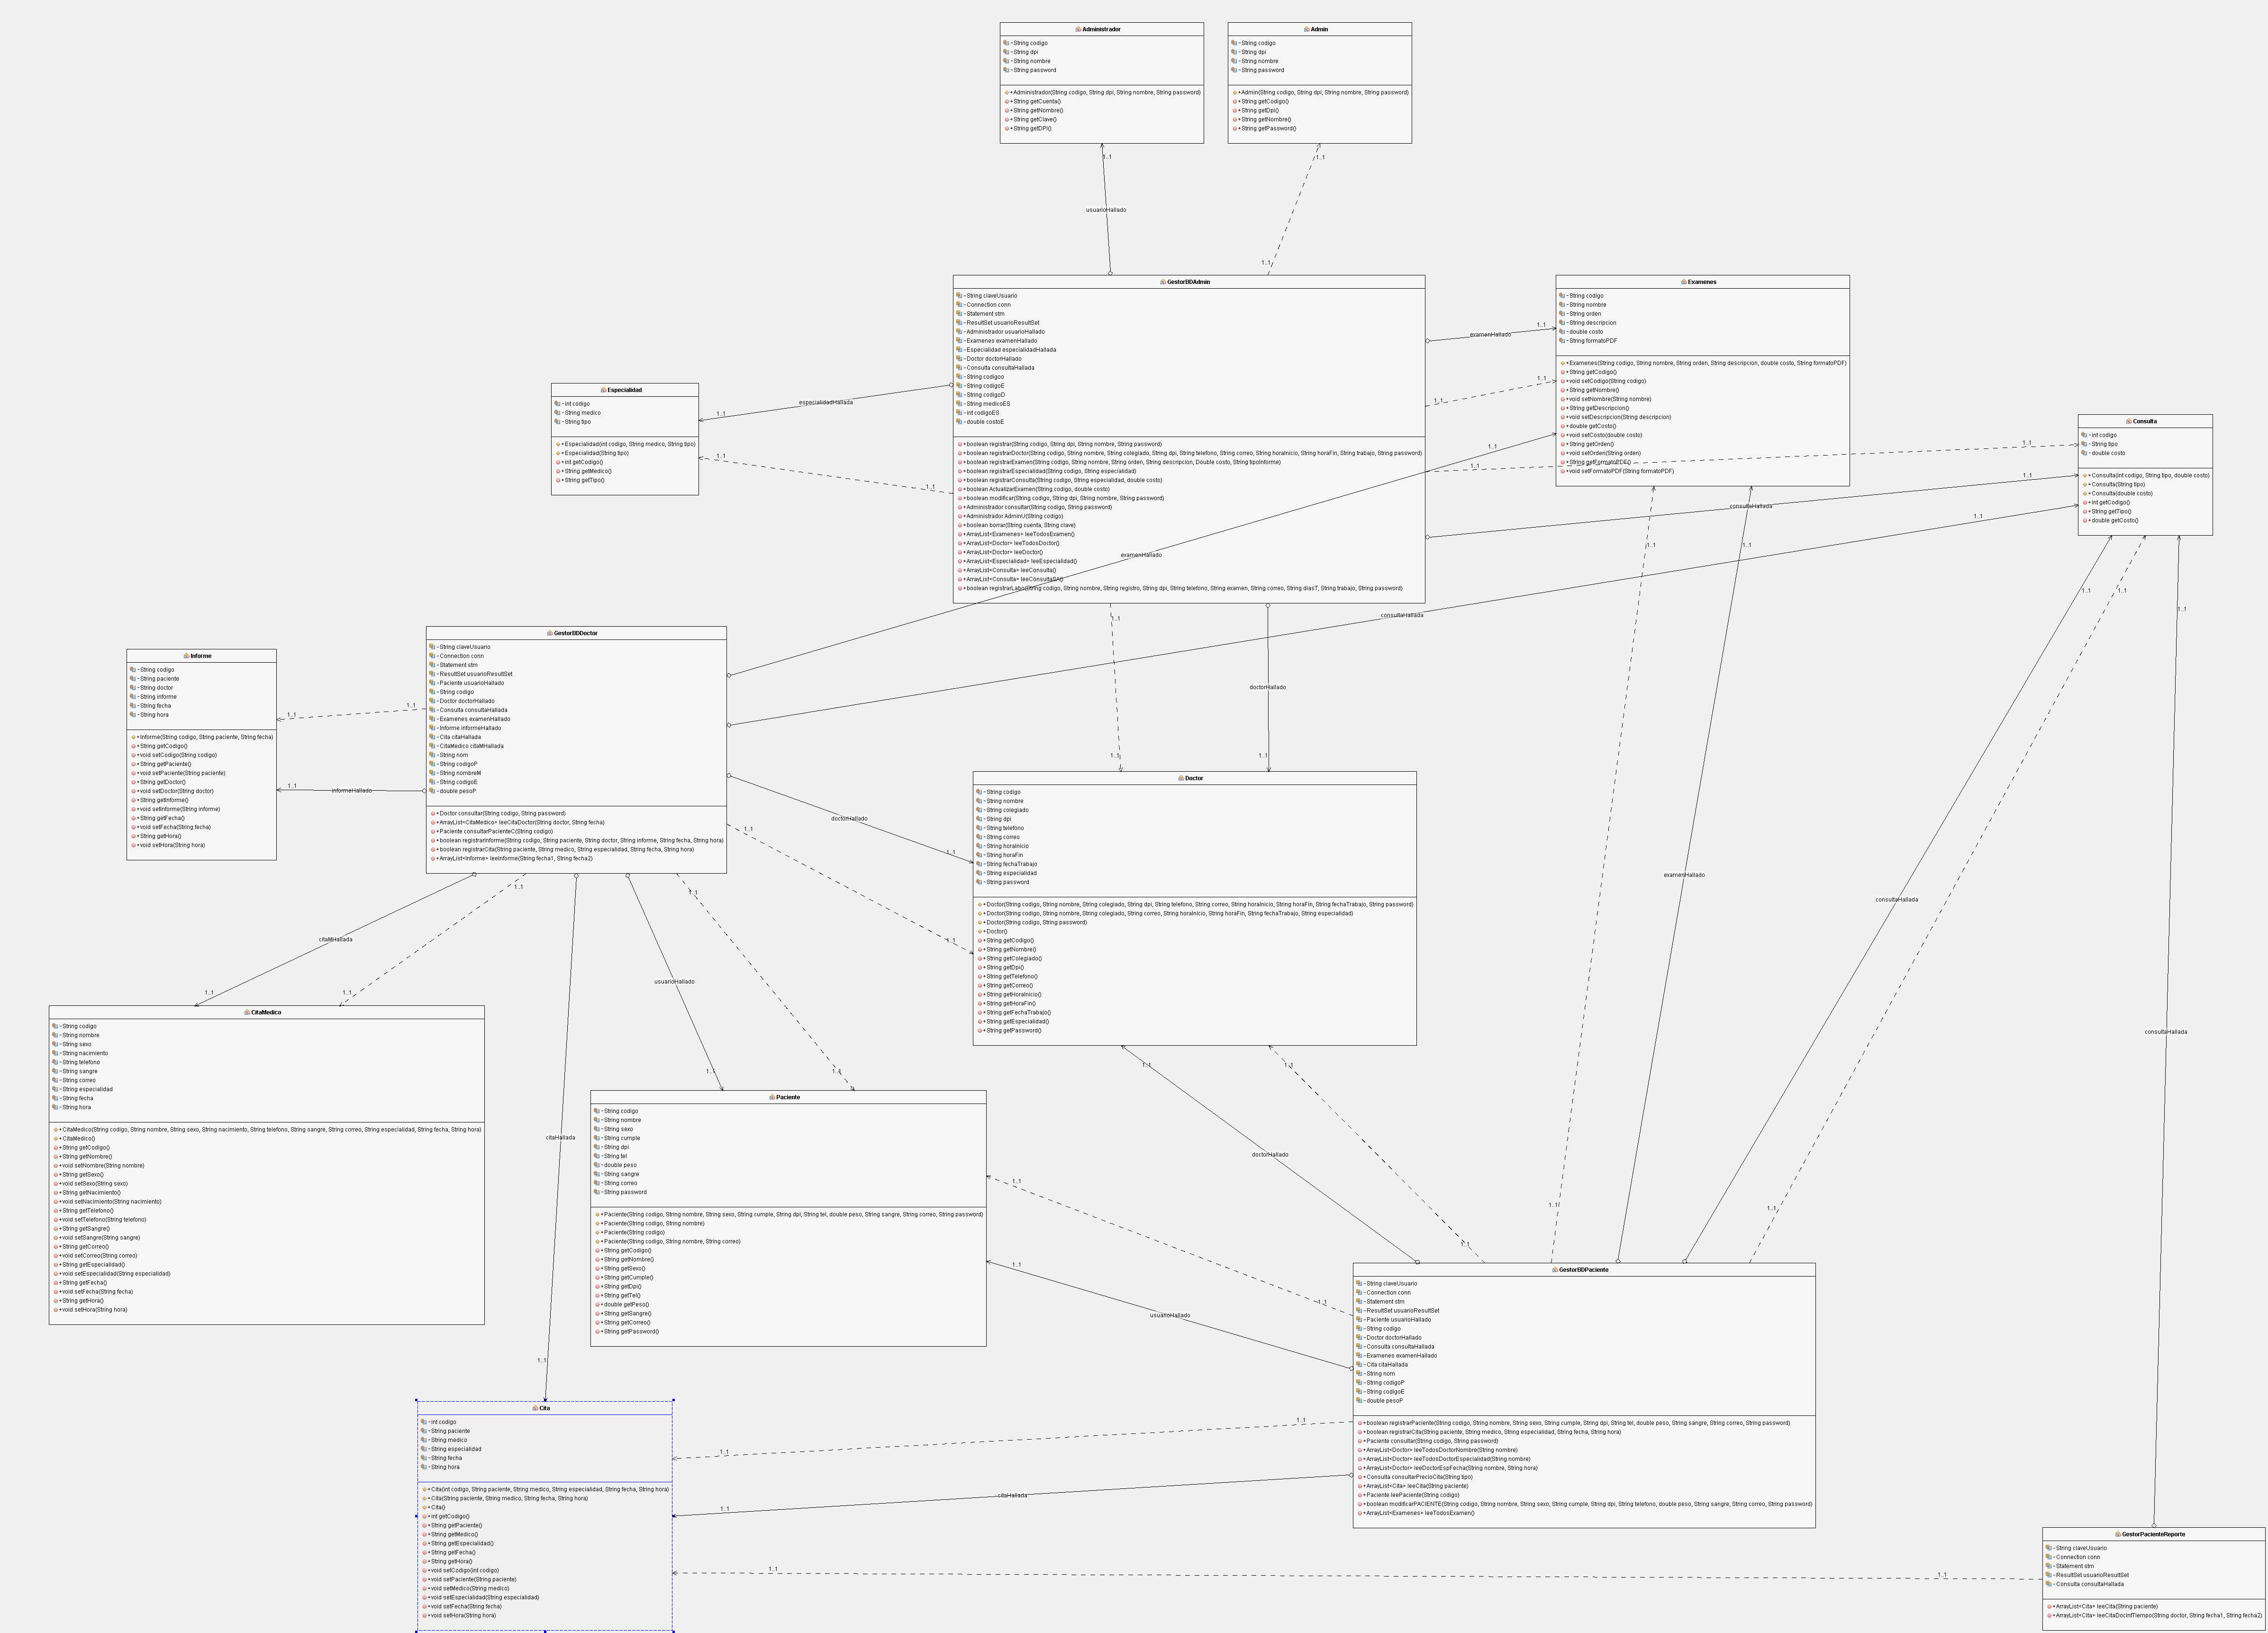 Administrador
-String codigo
-String dpi
-String nombre
-String password
+Administrador(String codigo, String dpi, String nombre, String password)
+String getCuenta()
+String getNombre()
+String getClave()
+String getDPI()
Admin
-String codigo
-String dpi
-String nombre
-String password
+Admin(String codigo, String dpi, String nombre, String password)
+String getCodigo()
+String getDpi()
+String getNombre()
+String getPassword()
1..1
1..1
usuarioHallado
1..1
GestorBDAdmin
-String claveUsuario
-Connection conn
-Statement stm
-ResultSet usuarioResultSet
-Administrador usuarioHallado
-Examenes examenHallado
-Especialidad especialidadHallada
-Doctor doctorHallado
-Consulta consultaHallada
-String codigoo
-String codigoE
-String codigoD
-String medicoES
-int codigoES
-double costoE
+boolean registrar(String codigo, String dpi, String nombre, String password)
+boolean registrarDoctor(String codigo, String nombre, String colegiado, String dpi, String telefono, String correo, String horaInicio, String horaFin, String trabajo, String password)
+boolean registrarExamen(String codigo, String nombre, String orden, String descripcion, Double costo, String tipoInforme)
+boolean registrarEspecialidad(String codigo, String especialidad)
+boolean registrarConsulta(String codigo, String especialidad, double costo)
+boolean ActualizarExamen(String codigo, double costo)
+boolean modificar(String codigo, String dpi, String nombre, String password)
+Administrador consultar(String codigo, String password)
+Administrador AdminU(String codigo)
+boolean borrar(String cuenta, String clave)
+ArrayList<Examenes> leeTodosExamen()
+ArrayList<Doctor> leeTodosDoctor()
+ArrayList<Doctor> leeDoctor()
+ArrayList<Especialidad> leeEspecialidad()
+ArrayList<Consulta> leeConsulta()
+ArrayList<Consulta> leeConsultaSA()
+boolean registrarLabo(String codigo, String nombre, String registro, String dpi, String telefono, String examen, String correo, String diasT, String trabajo, String password)
Examenes
-String codigo
-String nombre
-String orden
-String descripcion
-double costo
-String formatoPDF
+Examenes(String codigo, String nombre, String orden, String descripcion, double costo, String formatoPDF)
+String getCodigo()
+void setCodigo(String codigo)
+String getNombre()
+void setNombre(String nombre)
+String getDescripcion()
+void setDescripcion(String descripcion)
+double getCosto()
+void setCosto(double costo)
+String getOrden()
+void setOrden(String orden)
+String getFormatoPDF()
+void setFormatoPDF(String formatoPDF)
examenHallado
1..1
1..1
1..1
1..1
1..1
1..1
1..1
consultaHallada
1..1
examenHallado
consultaHallada
Especialidad
-int codigo
-String medico
-String tipo
+Especialidad(int codigo, String medico, String tipo)
+Especialidad(String tipo)
+int getCodigo()
+String getMedico()
+String getTipo()
especialidadHallada
1..1
1..1
1..1
Consulta
-int codigo
-String tipo
-double costo
+Consulta(int codigo, String tipo, double costo)
+Consulta(String tipo)
+Consulta(double costo)
+int getCodigo()
+String getTipo()
+double getCosto()
1..1
1..1
1..1
1..1
1..1
Informe
-String codigo
-String paciente
-String doctor
-String informe
-String fecha
-String hora
+Informe(String codigo, String paciente, String fecha)
+String getCodigo()
+void setCodigo(String codigo)
+String getPaciente()
+void setPaciente(String paciente)
+String getDoctor()
+void setDoctor(String doctor)
+String getInforme()
+void setInforme(String informe)
+String getFecha()
+void setFecha(String fecha)
+String getHora()
+void setHora(String hora)
1..1
1..1
1..1
informeHallado
GestorBDDoctor
-String claveUsuario
-Connection conn
-Statement stm
-ResultSet usuarioResultSet
-Paciente usuarioHallado
-String codigo
-Doctor doctorHallado
-Consulta consultaHallada
-Examenes examenHallado
-Informe informeHallado
-Cita citaHallada
-CitaMedico citaMHallada
-String nom
-String codigoP
-String nombreM
-String codigoE
-double pesoP
+Doctor consultar(String codigo, String password)
+ArrayList<CitaMedico> leeCitaDoctor(String doctor, String fecha)
+Paciente consultarPacienteC(String codigo)
+boolean registrarInforme(String codigo, String paciente, String doctor, String informe, String fecha, String hora)
+boolean registrarCita(String paciente, String medico, String especialidad, String fecha, String hora)
+ArrayList<Informe> leeInforme(String fecha1, String fecha2)
1..1
doctorHallado
1..1
1..1
doctorHallado
1..1
1..1
1..1
Doctor
-String codigo
-String nombre
-String colegiado
-String dpi
-String telefono
-String correo
-String horaInicio
-String horaFin
-String fechaTrabajo
-String especialidad
-String password
+Doctor(String codigo, String nombre, String colegiado, String dpi, String telefono, String correo, String horaInicio, String horaFin, String fechaTrabajo, String password)
+Doctor(String codigo, String nombre, String colegiado, String correo, String horaInicio, String horaFin, String fechaTrabajo, String especialidad)
+Doctor(String codigo, String password)
+Doctor()
+String getCodigo()
+String getNombre()
+String getColegiado()
+String getDpi()
+String getTelefono()
+String getCorreo()
+String getHoraInicio()
+String getHoraFin()
+String getFechaTrabajo()
+String getEspecialidad()
+String getPassword()
1..1
1..1
1..1
1..1
citaMHallada
usuarioHallado
1..1
1..1
1..1
1..1
examenHallado
consultaHallada
consultaHallada
CitaMedico
-String codigo
-String nombre
-String sexo
-String nacimiento
-String telefono
-String sangre
-String correo
-String especialidad
-String fecha
-String hora
+CitaMedico(String codigo, String nombre, String sexo, String nacimiento, String telefono, String sangre, String correo, String especialidad, String fecha, String hora)
+CitaMedico()
+String getCodigo()
+String getNombre()
+void setNombre(String nombre)
+String getSexo()
+void setSexo(String sexo)
+String getNacimiento()
+void setNacimiento(String nacimiento)
+String getTelefono()
+void setTelefono(String telefono)
+String getSangre()
+void setSangre(String sangre)
+String getCorreo()
+void setCorreo(String correo)
+String getEspecialidad()
+void setEspecialidad(String especialidad)
+String getFecha()
+void setFecha(String fecha)
+String getHora()
+void setHora(String hora)
citaHallada
1..1
Paciente
-String codigo
-String nombre
-String sexo
-String cumple
-String dpi
-String tel
-double peso
-String sangre
-String correo
-String password
+Paciente(String codigo, String nombre, String sexo, String cumple, String dpi, String tel, double peso, String sangre, String correo, String password)
+Paciente(String codigo, String nombre)
+Paciente(String codigo)
+Paciente(String codigo, String nombre, String correo)
+String getCodigo()
+String getNombre()
+String getSexo()
+String getCumple()
+String getDpi()
+String getTel()
+double getPeso()
+String getSangre()
+String getCorreo()
+String getPassword()
doctorHallado
1..1
1..1
1..1
1..1
usuarioHallado
1..1
1..1
1..1
GestorBDPaciente
-String claveUsuario
-Connection conn
-Statement stm
-ResultSet usuarioResultSet
-Paciente usuarioHallado
-String codigo
-Doctor doctorHallado
-Consulta consultaHallada
-Examenes examenHallado
-Cita citaHallada
-String nom
-String codigoP
-String codigoE
-double pesoP
+boolean registrarPaciente(String codigo, String nombre, String sexo, String cumple, String dpi, String tel, double peso, String sangre, String correo, String password)
+boolean registrarCita(String paciente, String medico, String especialidad, String fecha, String hora)
+Paciente consultar(String codigo, String password)
+ArrayList<Doctor> leeTodosDoctorNombre(String nombre)
+ArrayList<Doctor> leeTodosDoctorEspecialidad(String nombre)
+ArrayList<Doctor> leeDoctorEspFecha(String nombre, String hora)
+Consulta consultarPrecioCita(String tipo)
+ArrayList<Cita> leeCita(String paciente)
+Paciente leePaciente(String codigo)
+boolean modificarPACIENTE(String codigo, String nombre, String sexo, String cumple, String dpi, String telefono, double peso, String sangre, String correo, String password)
+ArrayList<Examenes> leeTodosExamen()
Cita
-int codigo
-String paciente
-String medico
-String especialidad
-String fecha
-String hora
+Cita(int codigo, String paciente, String medico, String especialidad, String fecha, String hora)
+Cita(String paciente, String medico, String fecha, String hora)
+Cita()
+int getCodigo()
+String getPaciente()
+String getMedico()
+String getEspecialidad()
+String getFecha()
+String getHora()
+void setCodigo(int codigo)
+void setPaciente(String paciente)
+void setMedico(String medico)
+void setEspecialidad(String especialidad)
+void setFecha(String fecha)
+void setHora(String hora)
1..1
1..1
citaHallada
1..1
1..1
1..1
GestorPacienteReporte
-String claveUsuario
-Connection conn
-Statement stm
-ResultSet usuarioResultSet
-Consulta consultaHallada
+ArrayList<Cita> leeCita(String paciente)
+ArrayList<Cita> leeCitaDocIntTiempo(String doctor, String fecha1, String fecha2)